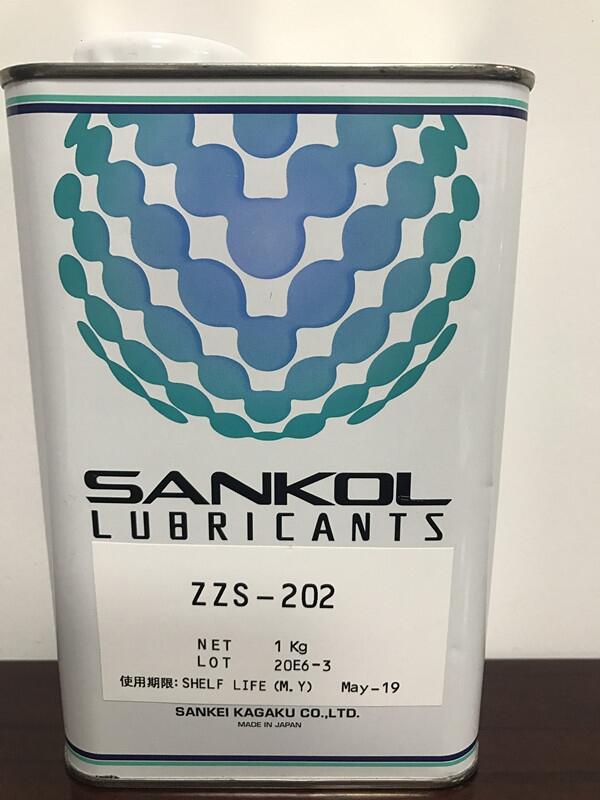 SANKOL
LUBRICANTS
ZZS-202
NET 1 Kg
LOT 20E6-3
使用期限: SHELF LIFE (M.Y) May-19
SANKEI KAGAKU CO.,LTD.
MADE IN JAPAN